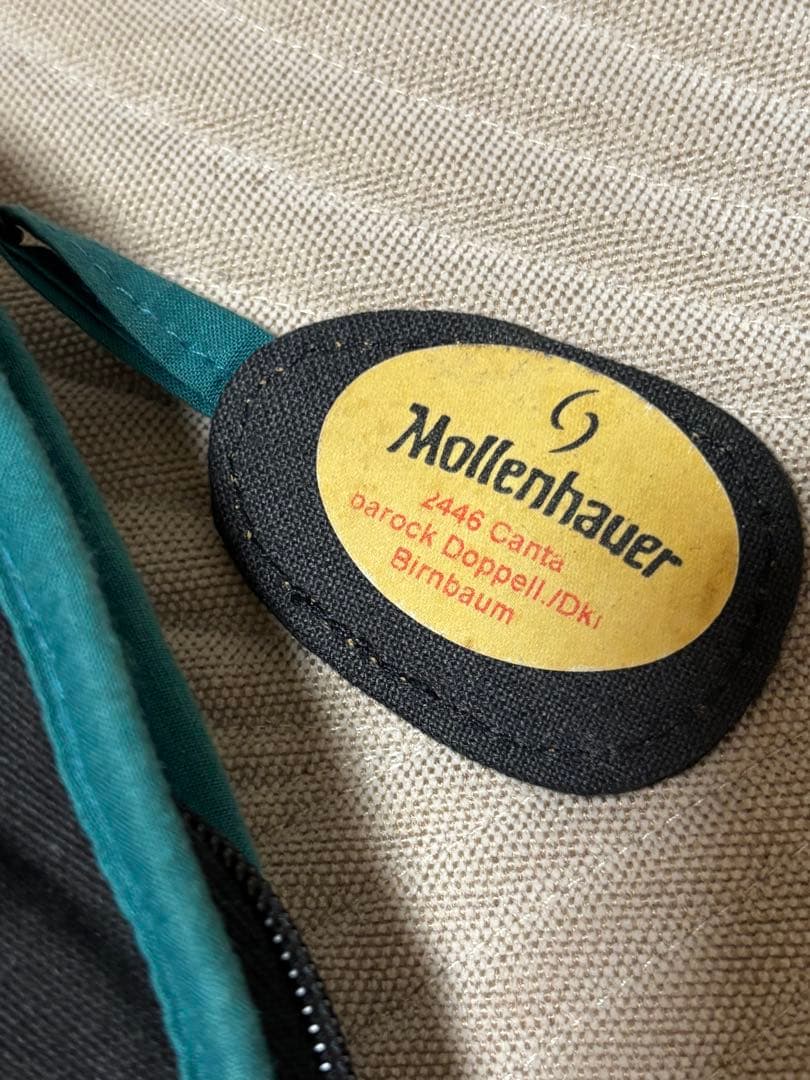 Mollenhauer
2446 Canta
barock Doppell./Dkl
Birnbaum